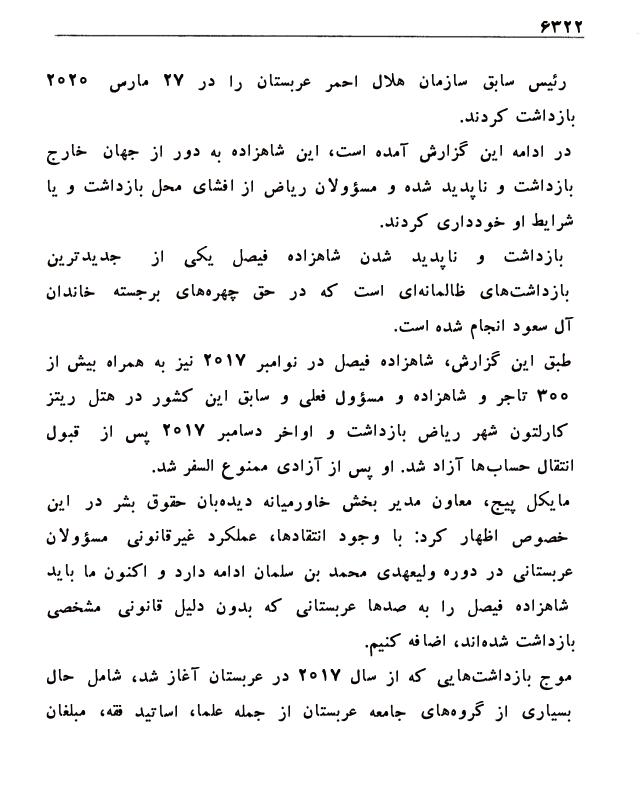 ۶۳۲۲
رئیس سابق سازمان هلال احمر عربستان را در ۲۷ مارس ۲۰۲۰
بازداشت کردند.
در ادامه این گزارش آمده است، این شاهزاده به دور از جهان خارج
بازداشت و ناپدید شده و مسؤولان ریاض از افشای محل بازداشت و یا
شرایط او خودداری کردند.
بازداشت و ناپدید شدن شاهزاده فیصل یکی از جدیدترین
بازداشت‌های ظالمانه‌ای است که در حق چهره‌های برجسته خاندان
آل سعود انجام شده است.
طبق این گزارش، شاهزاده فیصل در نوامبر ۲۰۱۷ نیز به همراه بیش از
۳۰۰ تاجر و شاهزاده و مسؤول فعلی و سابق این کشور در هتل ریتز
کارلتون شهر ریاض بازداشت و اواخر دسامبر ۲۰۱۷ پس از قبول
انتقال حساب‌ها آزاد شد. او پس از آزادی ممنوع السفر شد.
مایکل پیج، معاون مدیر بخش خاورمیانه دیده‌بان حقوق بشر در این
خصوص اظهار کرد: با وجود انتقادها، عملکرد غیرقانونی مسؤولان
عربستانی در دوره ولیعهدی محمد بن سلمان ادامه دارد و اکنون ما باید
شاهزاده فیصل را به صدها عربستانی که بدون دلیل قانونی مشخصی
بازداشت شده‌اند، اضافه کنیم.
موج بازداشت‌هایی که از سال ۲۰۱۷ در عربستان آغاز شد، شامل حال
بسیاری از گروه‌های جامعه عربستان از جمله علما، اساتید فقه، مبلغان